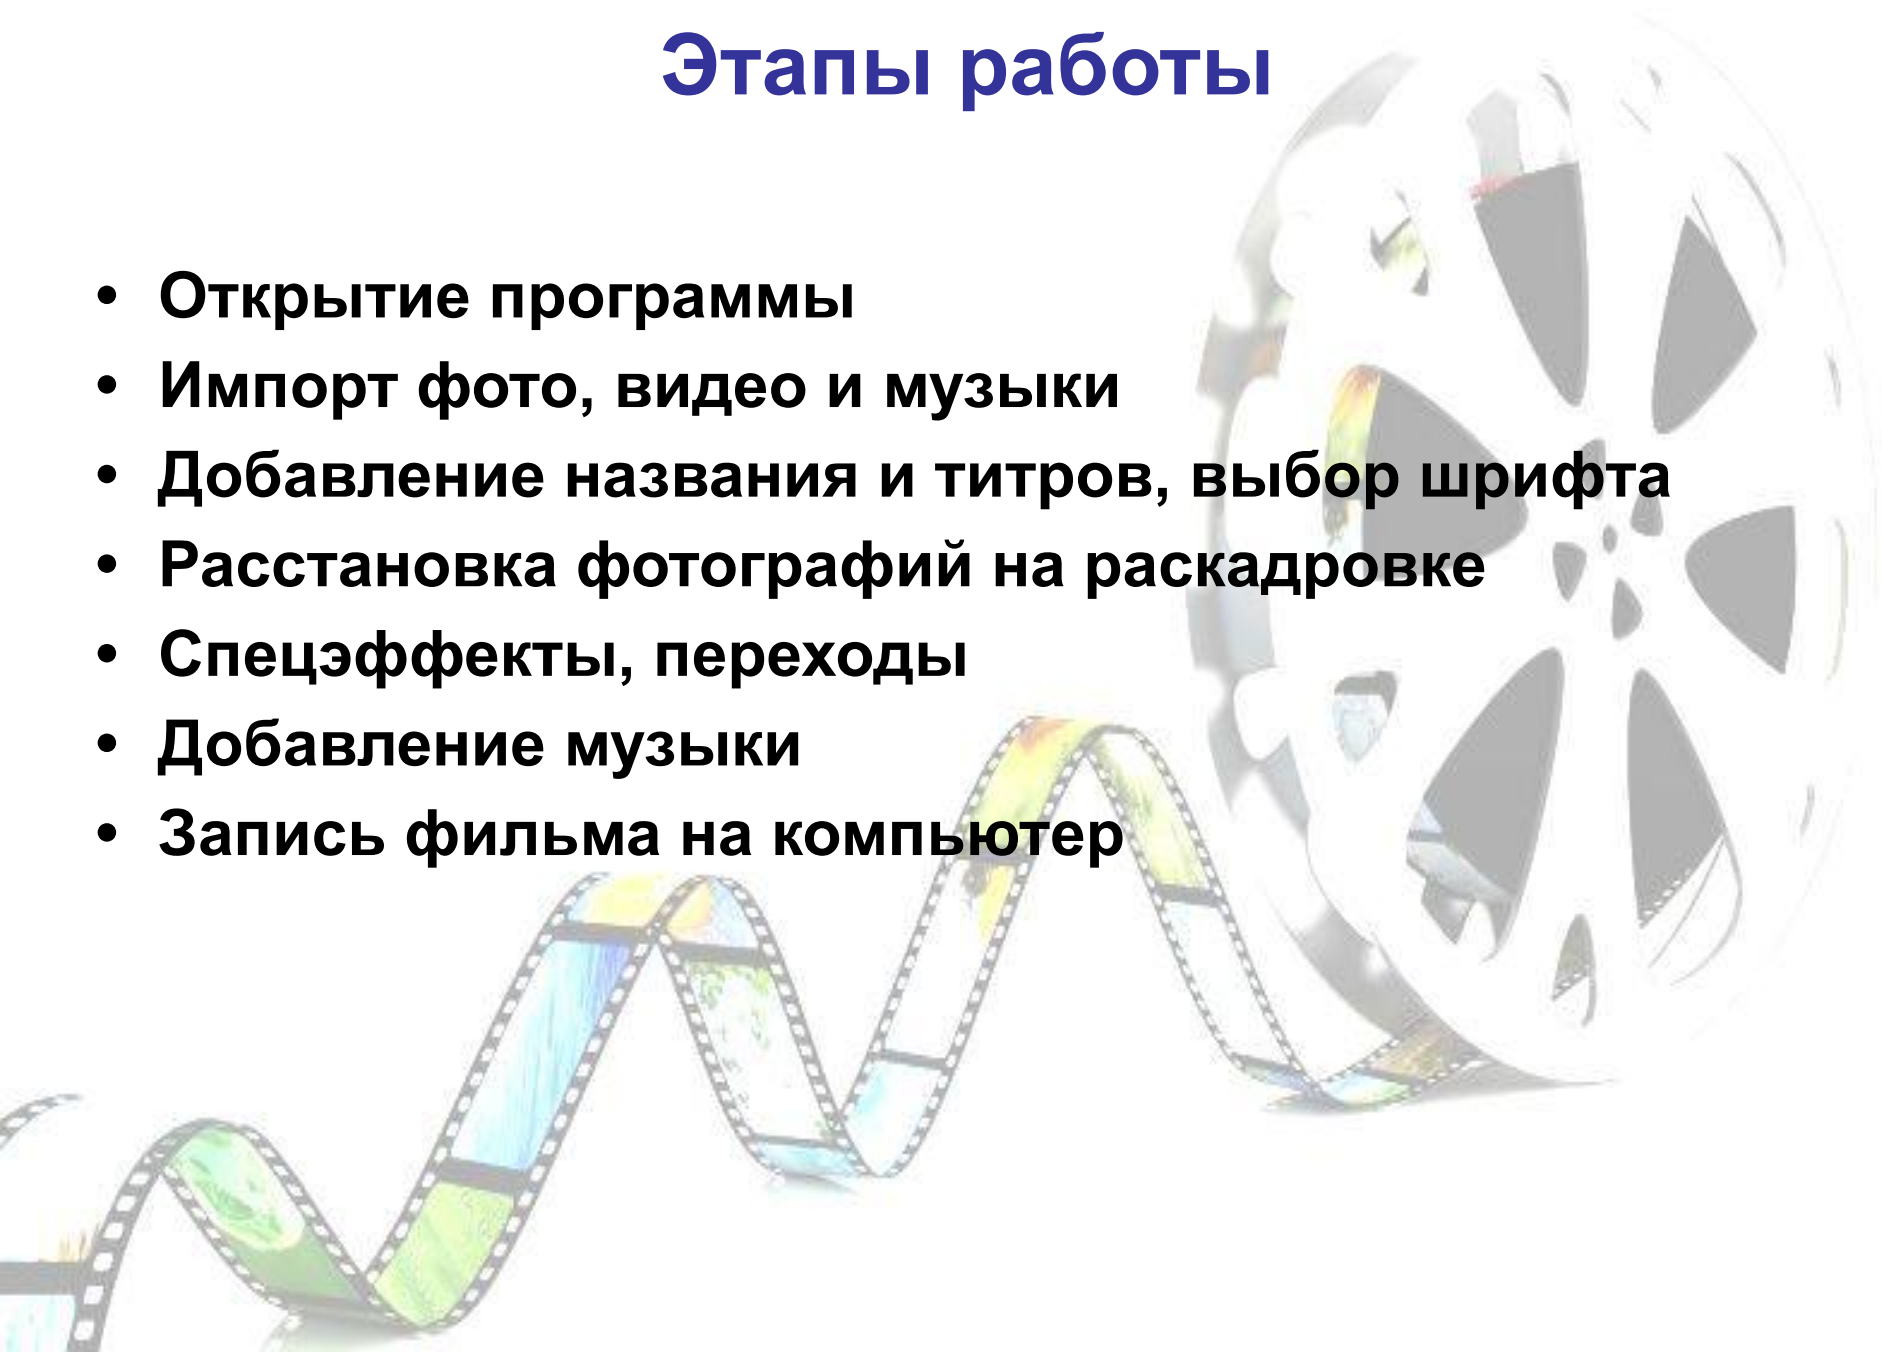 Этапы работы
• Открытие программы
• Импорт фото, видео и музыки
• Добавление названия и титров, выбор шрифта
• Расстановка фотографий на раскадровке
• Спецэффекты, переходы
• Добавление музыки
• Запись фильма на компьютер